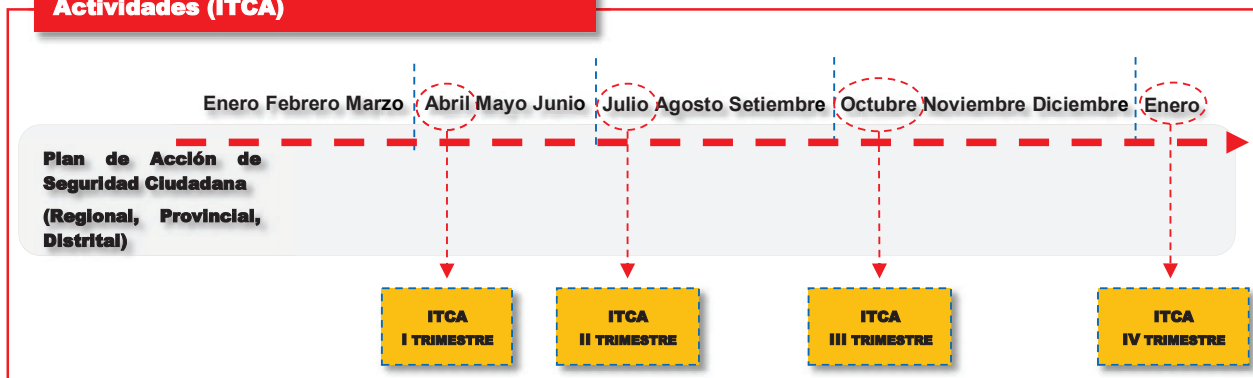 Actividades (ITCA)
Enero Febrero Marzo Abril Mayo Junio Julio Agosto Setiembre Octubre Noviembre Diciembre Enero
Plan de Acción de
Seguridad Ciudadana
(Regional, Provincial,
Distrital)
ITCA
I TRIMESTRE
ITCA
II TRIMESTRE
ITCA
III TRIMESTRE
ITCA
IV TRIMESTRE